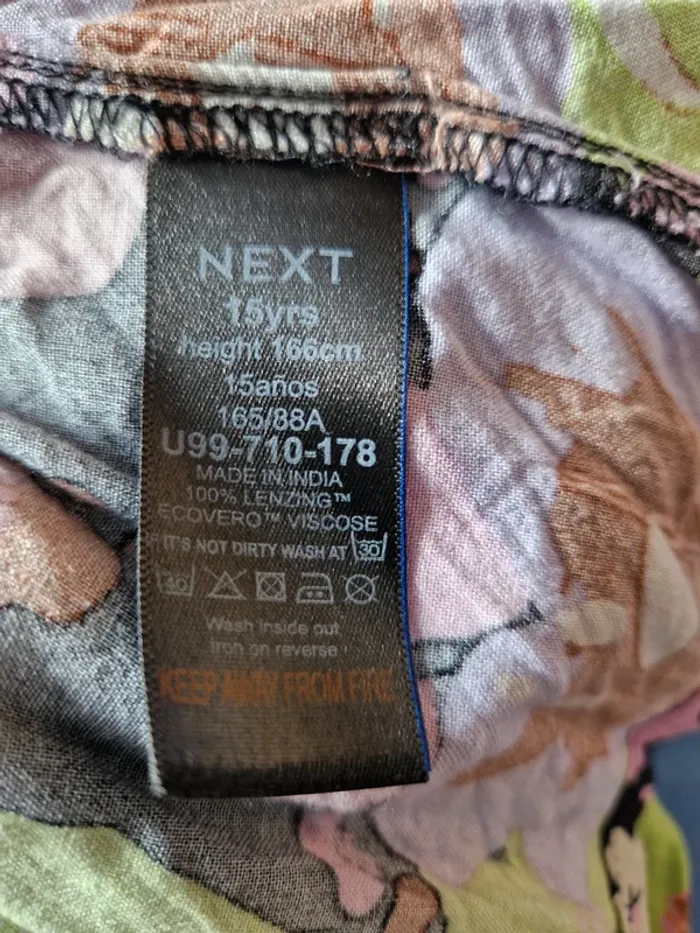 NEXT
15yrs
height 166cm
15años
165/88A
U99-710-178
MADE IN INDIA
100% LENZING™
ECOVERO™ VISCOSE
IT'S NOT DIRTY WASH AT 30
30
Wash inside out
Iron on reverse
KEEP AWAY FROM FIRE